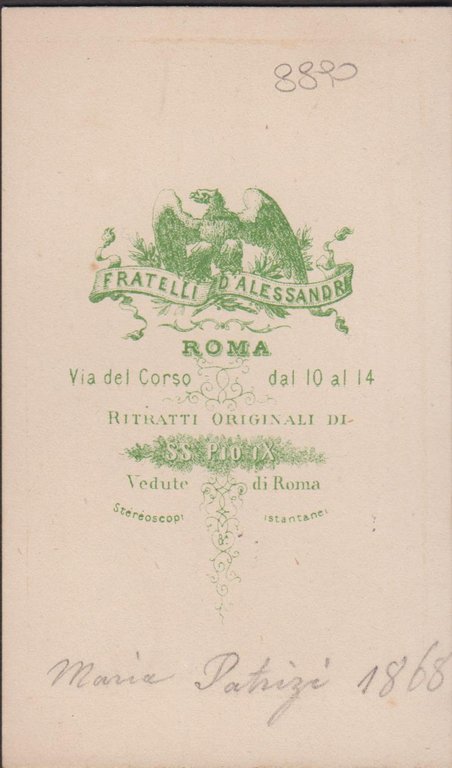 8890
FRATELLI D'ALESSANDRI
ROMA
Via del Corso dal 10 al 14
RITRATTI ORIGINALI DI
SS. PIO IX
Vedute di Roma
Stereoscopi istantanei
&
Maria Patrizi 1868